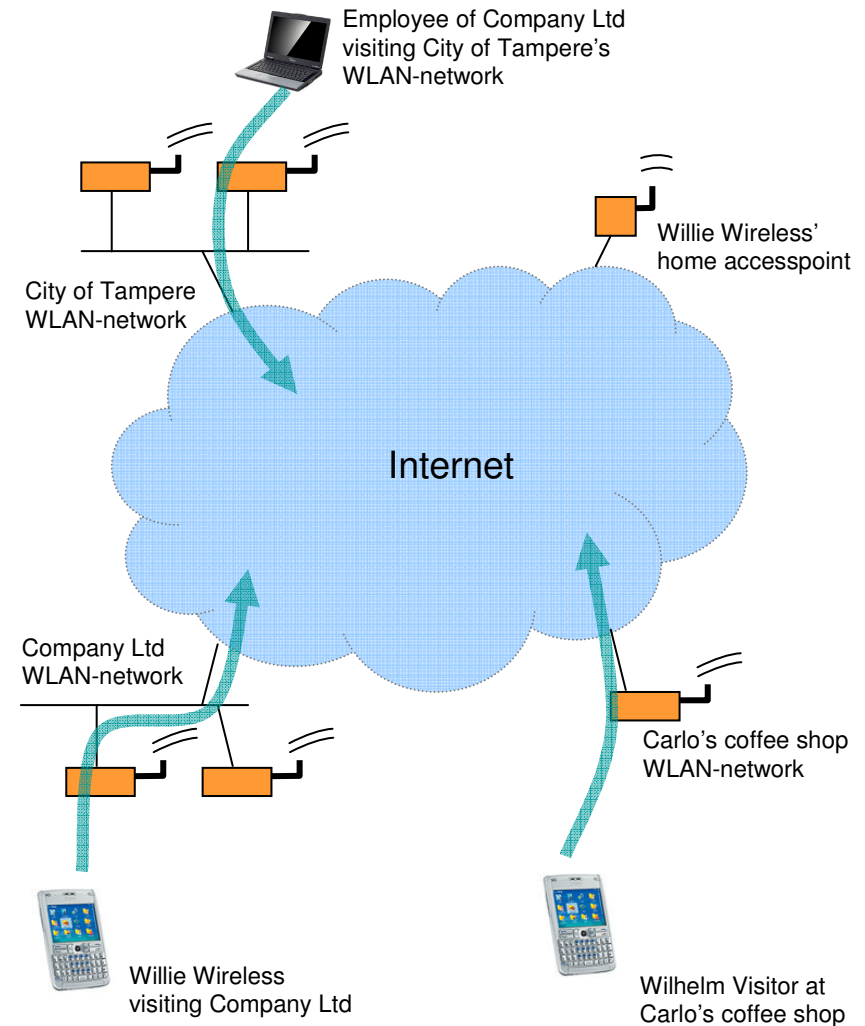 Employee of Company Ltd
visiting City of Tampere's
WLAN-network
Willie Wireless'
home accesspoint
City of Tampere
WLAN-network
Internet
Company Ltd
WLAN-network
Carlo's coffee shop
WLAN-network
Willie Wireless
visiting Company Ltd
Wilhelm Visitor at
Carlo's coffee shop